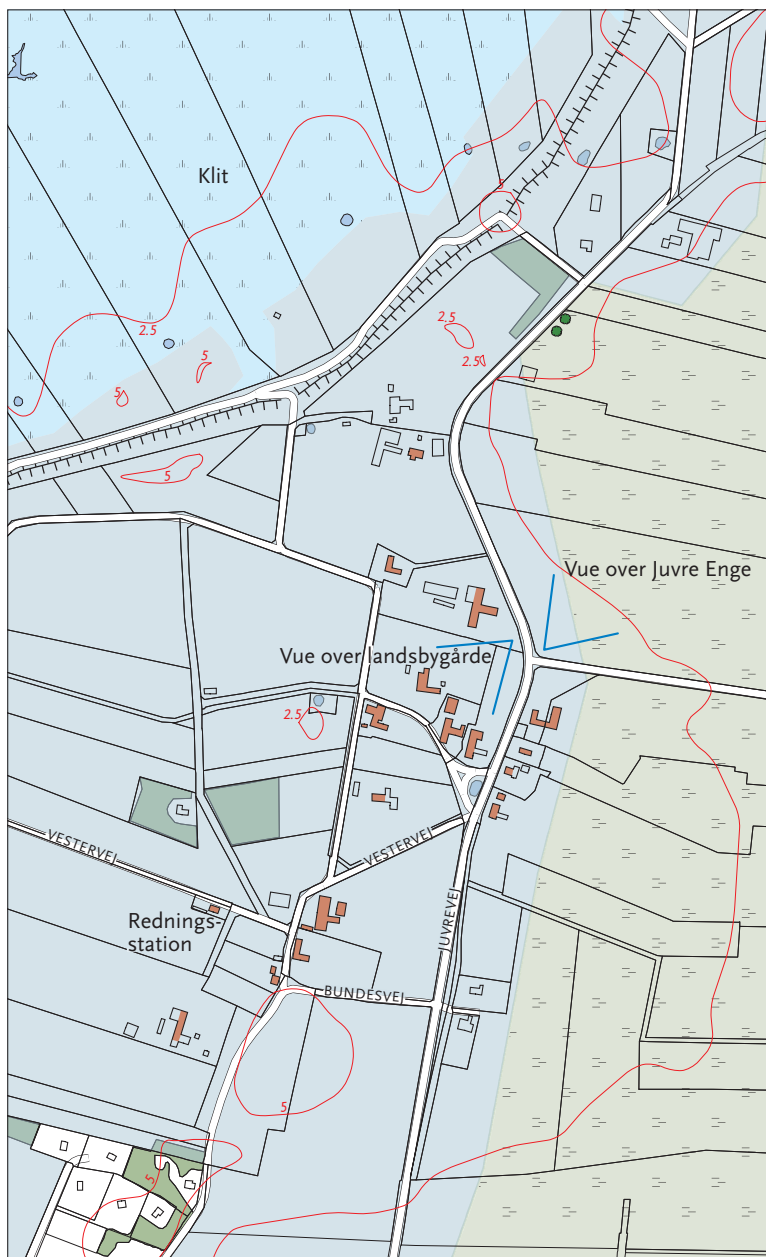 5
Klit
2.5
2.5
2.5
5
5
5
Vue over Juvre Enge
Vue over landsbygårde
2.5
VESTERVEJ
VESTERVEJ
JUVREVEJ
Rednings-
station
BUNDESVEJ
5
5